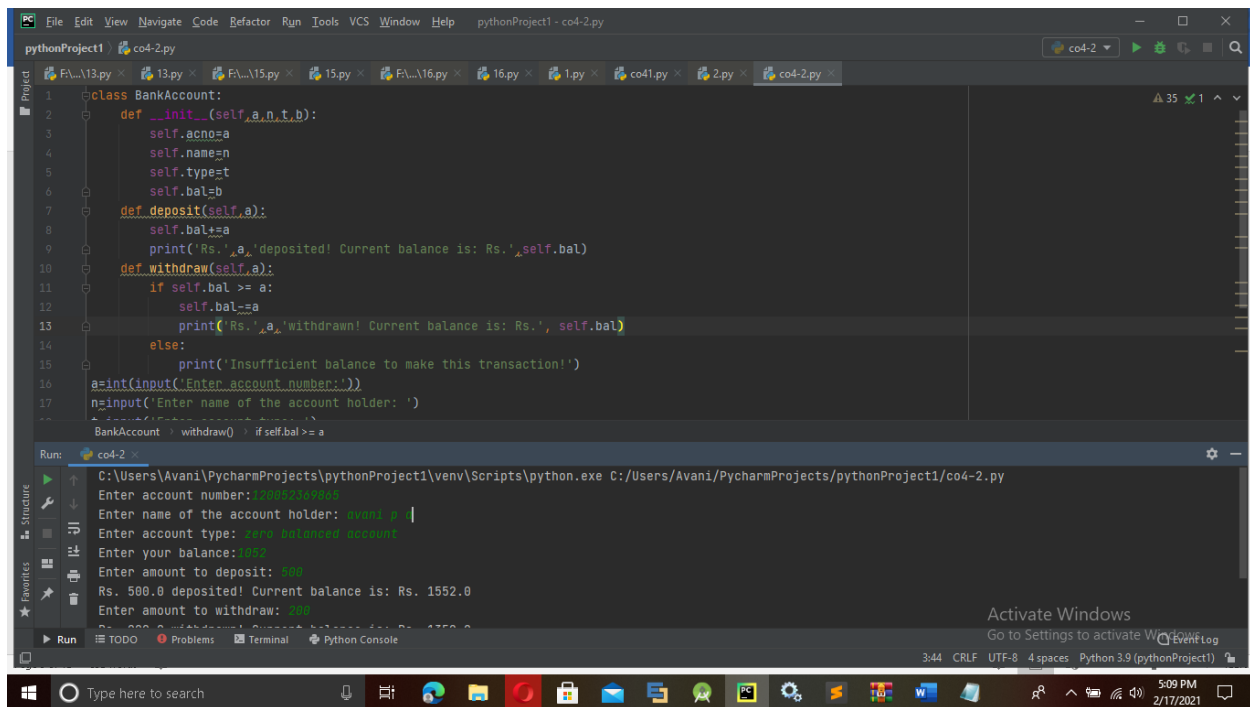 PC File Edit View Navigate Code Refactor Run Tools VCS Window Help pythonProject1 - co4-2.py
pythonProject1 co4-2.py co4-2
F:\...\13.py 13.py F:\...\15.py 15.py F:\...\16.py 16.py 1.py co41.py 2.py co4-2.py
Project
1 class BankAccount: 35 1
2 def __init__(self,a,n,t,b):
3 self.acno=a
4 self.name=n
5 self.type=t
6 self.bal=b
7 def deposit(self,a):
8 self.bal+=a
9 print('Rs.',a,'deposited! Current balance is: Rs.',self.bal)
10 def withdraw(self,a):
11 if self.bal >= a:
12 self.bal-=a
13 print('Rs.',a,'withdrawn! Current balance is: Rs.', self.bal)
14 else:
15 print('Insufficient balance to make this transaction!')
16 a=int(input('Enter account number:'))
17 n=input('Enter name of the account holder: ')
BankAccount withdraw() if self.bal >= a
Run: co4-2
C:\Users\Avani\PycharmProjects\pythonProject1\venv\Scripts\python.exe C:/Users/Avani/PycharmProjects/pythonProject1/co4-2.py
Enter account number:120052369865
Enter name of the account holder: avani p d
Enter account type: zero balanced account
Enter your balance:1052
Enter amount to deposit: 500
Rs. 500.0 deposited! Current balance is: Rs. 1552.0
Enter amount to withdraw: 200
Structure
Favorites
Activate Windows
Go to Settings to activate Windows.
Run TODO Problems Terminal Python Console Event Log
3:44 CRLF UTF-8 4 spaces Python 3.9 (pythonProject1)
Type here to search
5:09 PM
2/17/2021